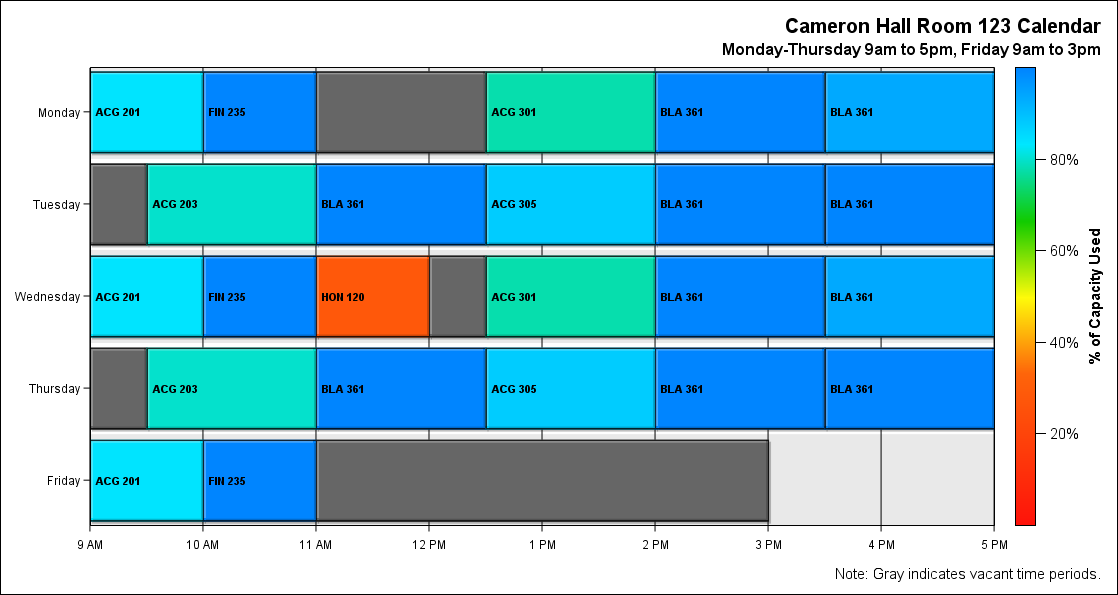 Cameron Hall Room 123 Calendar
Monday-Thursday 9am to 5pm, Friday 9am to 3pm
Monday
ACG 201
FIN 235
ACG 301
BLA 361
BLA 361
Tuesday
ACG 203
BLA 361
ACG 305
BLA 361
BLA 361
Wednesday
ACG 201
FIN 235
HON 120
ACG 301
BLA 361
BLA 361
Thursday
ACG 203
BLA 361
ACG 305
BLA 361
BLA 361
Friday
ACG 201
FIN 235
9 AM
10 AM
11 AM
12 PM
1 PM
2 PM
3 PM
4 PM
5 PM
80%
60%
40%
20%
% of Capacity Used
Note: Gray indicates vacant time periods.